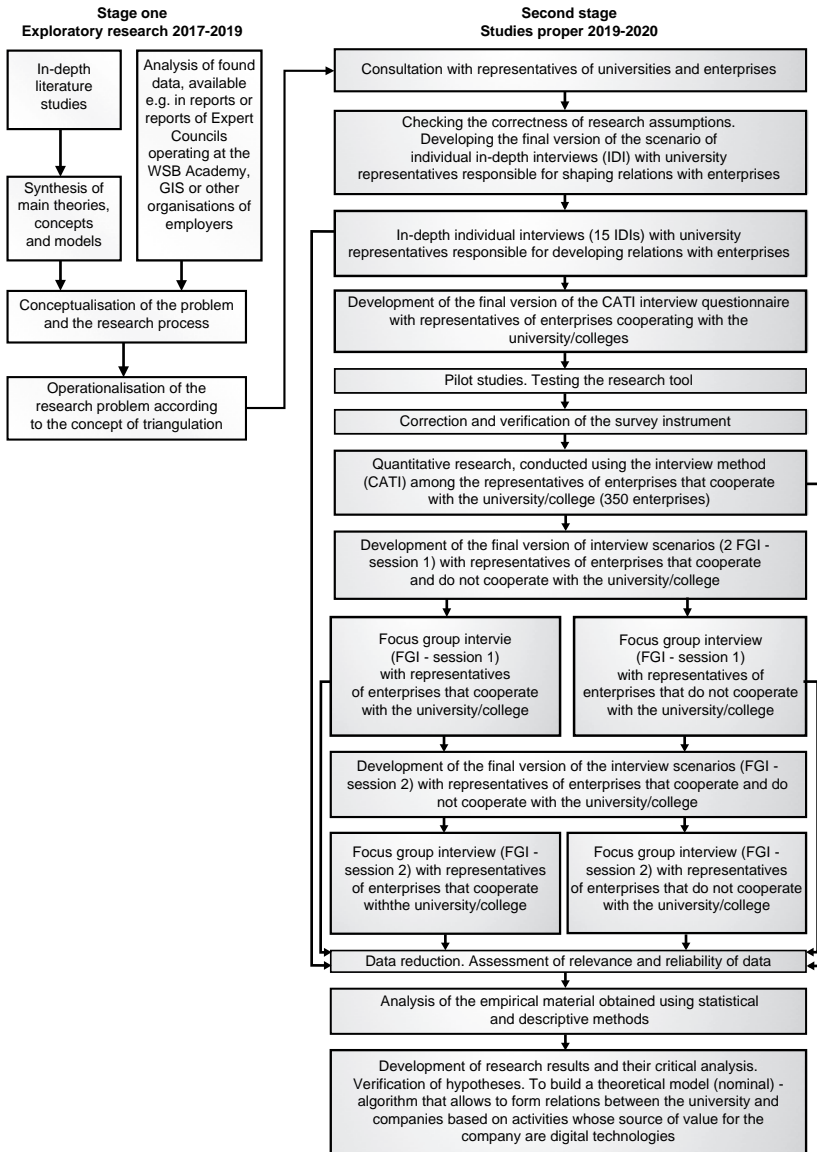 Stage one
Exploratory research 2017-2019
In-depth
literature
studies
Analysis of found
data, available
e.g. in reports or
reports of Expert
Councils
operating at the
WSB Academy,
GIS or other
organisations of
employers
Synthesis of
main theories,
concepts
and models
Conceptualisation of the problem
and the research process
Operationalisation of the
research problem according
to the concept of triangulation
Second stage
Studies proper 2019-2020
Consultation with representatives of universities and enterprises
Checking the correctness of research assumptions.
Developing the final version of the scenario of
individual in-depth interviews (IDI) with university
representatives responsible for shaping relations with enterprises
In-depth individual interviews (15 IDIs) with university
representatives responsible for developing relations with enterprises
Development of the final version of the CATI interview questionnaire
with representatives of enterprises cooperating with the
university/colleges
Pilot studies. Testing the research tool
Correction and verification of the survey instrument
Quantitative research, conducted using the interview method
(CATI) among the representatives of enterprises that cooperate
with the university/college (350 enterprises)
Development of the final version of interview scenarios (2 FGI -
session 1) with representatives of enterprises that cooperate
and do not cooperate with the university/college
Focus group intervie
(FGI - session 1)
with representatives
of enterprises that cooperate
with the university/college
Focus group interview
(FGI - session 1)
with representatives of
enterprises that do not cooperate
with the university/college
Development of the final version of the interview scenarios (FGI -
session 2) with representatives of enterprises that cooperate and do
not cooperate with the university/college
Focus group interview (FGI -
session 2) with representatives
of enterprises that cooperate
withthe university/college
Focus group interview (FGI -
session 2) with representatives
of enterprises that do not cooperate
with the university/college
Data reduction. Assessment of relevance and reliability of data
Analysis of the empirical material obtained using statistical
and descriptive methods
Development of research results and their critical analysis.
Verification of hypotheses. To build a theoretical model (nominal) -
algorithm that allows to form relations between the university and
companies based on activities whose source of value for the
company are digital technologies